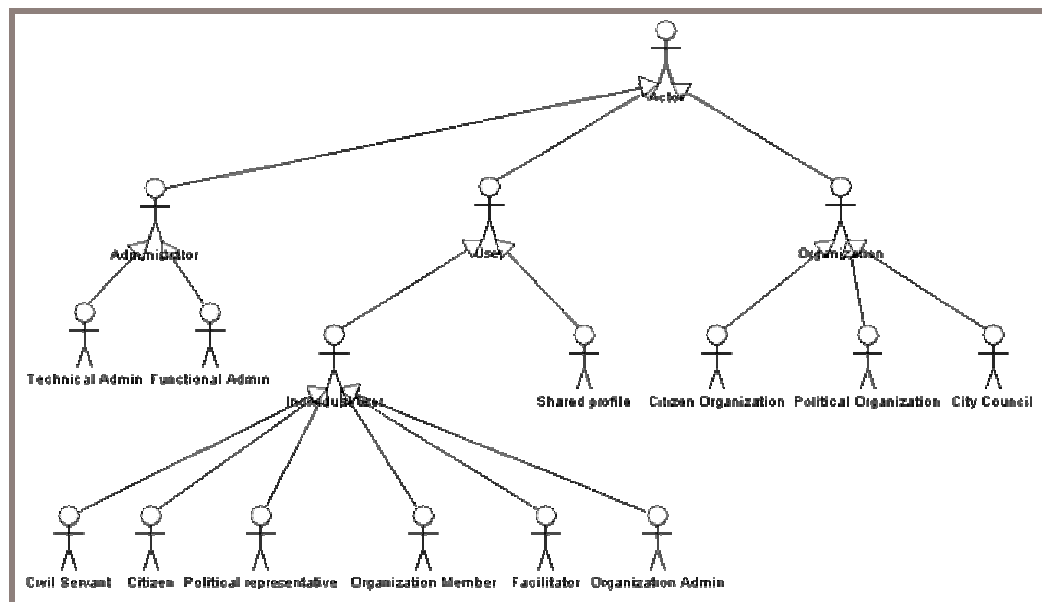 Actor
Administrator User Organization
Technical Admin Functional Admin
Individual User Shared profile Citizen Organization Political Organization City Council
Civil Servant Citizen Political representative Organization Member Facilitator Organization Admin